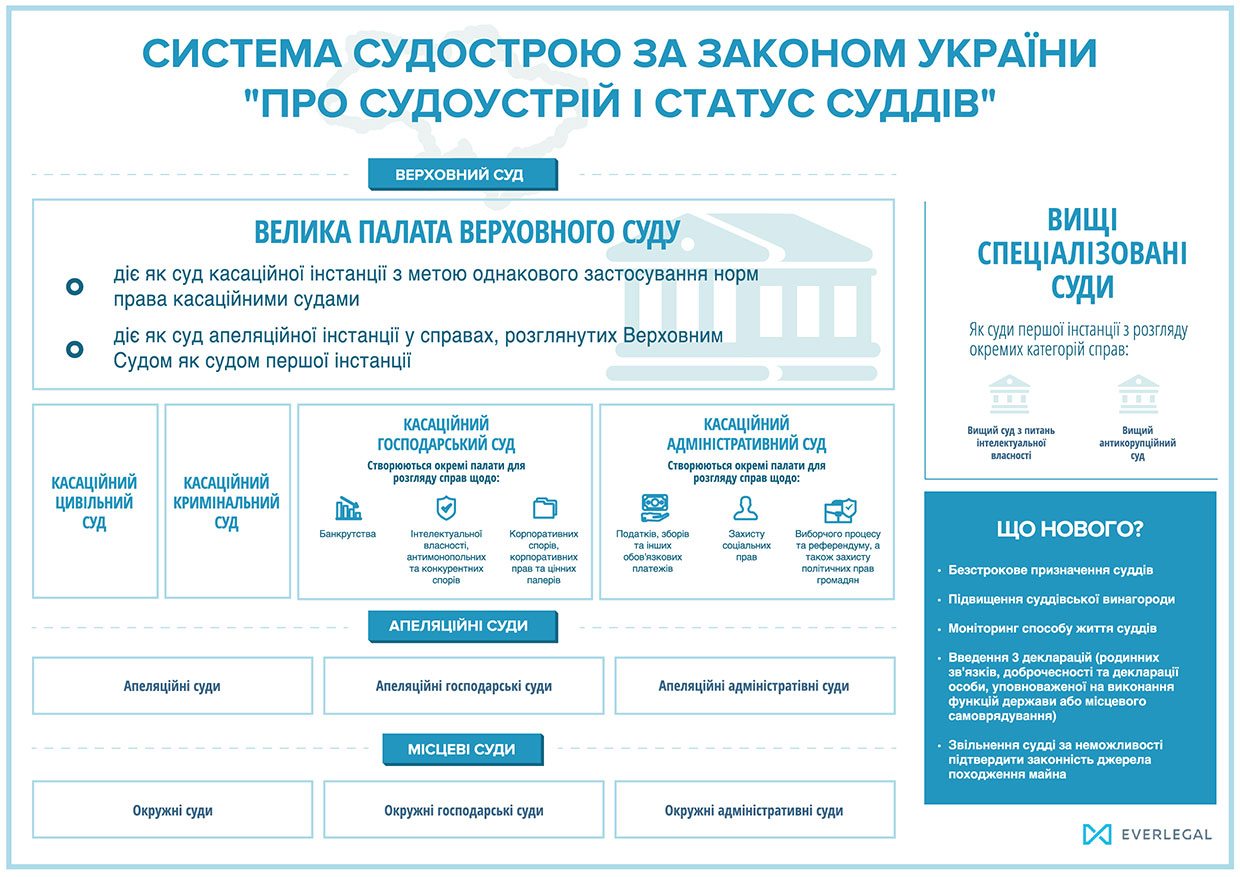 СИСТЕМА СУДОСТРОЮ ЗА ЗАКОНОМ УКРАЇНИ
"ПРО СУДОУСТРІЙ І СТАТУС СУДДІВ"
ВЕРХОВНИЙ СУД
ВЕЛИКА ПАЛАТА ВЕРХОВНОГО СУДУ
діє як суд касаційної інстанції з метою однакового застосування норм
права касаційними судами
діє як суд апеляційної інстанції у справах, розглянутих Верховним
Судом як судом першої інстанції
КАСАЦІЙНИЙ
ЦИВІЛЬНИЙ
СУД
КАСАЦІЙНИЙ
КРИМІНАЛЬНИЙ
СУД
КАСАЦІЙНИЙ
ГОСПОДАРСЬКИЙ СУД
Створюються окремі палати для
розгляду справ щодо:
Банкрутства
Інтелектуальної
власності,
антимонопольних
та конкурентних
спорів
Корпоративних
спорів,
корпоративних
прав та цінних
паперів
КАСАЦІЙНИЙ
АДМІНІСТРАТИВНИЙ СУД
Створюються окремі палати для
розгляду справ щодо:
Податків, зборів
та інших
обов'язкових
платежів
Захисту
соціальних
прав
Виборчого процесу
та референдуму, а
також захисту
політичних прав
громадян
АПЕЛЯЦІЙНІ СУДИ
Апеляційні суди
Апеляційні господарські суди
Апеляційні адміністратівні суди
МІСЦЕВІ СУДИ
Окружні суди
Окружні господарські суди
Окружні адміністративні суди
ВИЩІ
СПЕЦІАЛІЗОВАНІ
СУДИ
Як суди першої інстанції з розгляду
окремих категорій справ:
Вищий суд з питань
інтелектуальної
власності
Вищий
антикорупційний
суд
ЩО НОВОГО?
• Безстрокове призначення суддів
• Підвищення суддівської винагороди
• Моніторинг способу життя суддів
• Введення 3 декларацій (родинних
зв'язків, доброчесності та декларації
особи, уповноваженої на виконання
функцій держави або місцевого
самоврядування)
• Звільнення судді за неможливості
підтвердити законність джерела
походження майна
EVERLEGAL